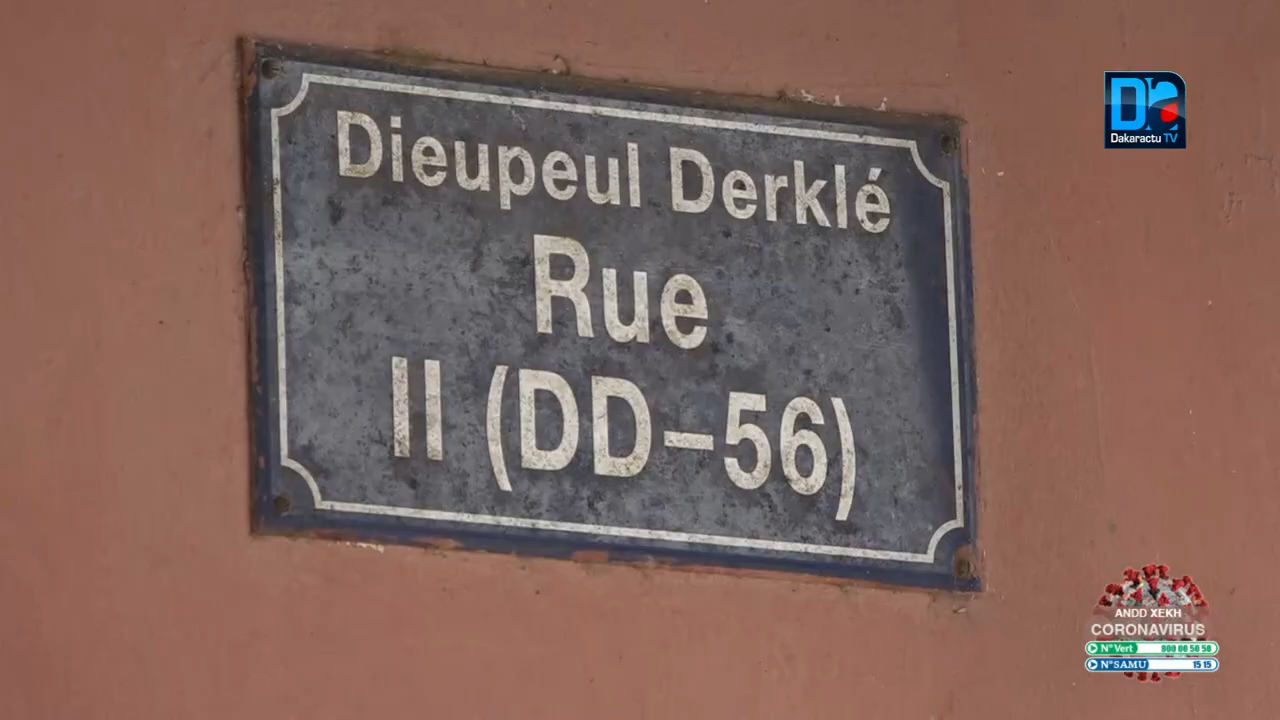 Dieupeul Derklé
Rue
II (DD-56)
Dakaractu TV
ANDD XEKH
CORONAVIRUS
N°Vert 800 00 50 50
N°SAMU 15 15